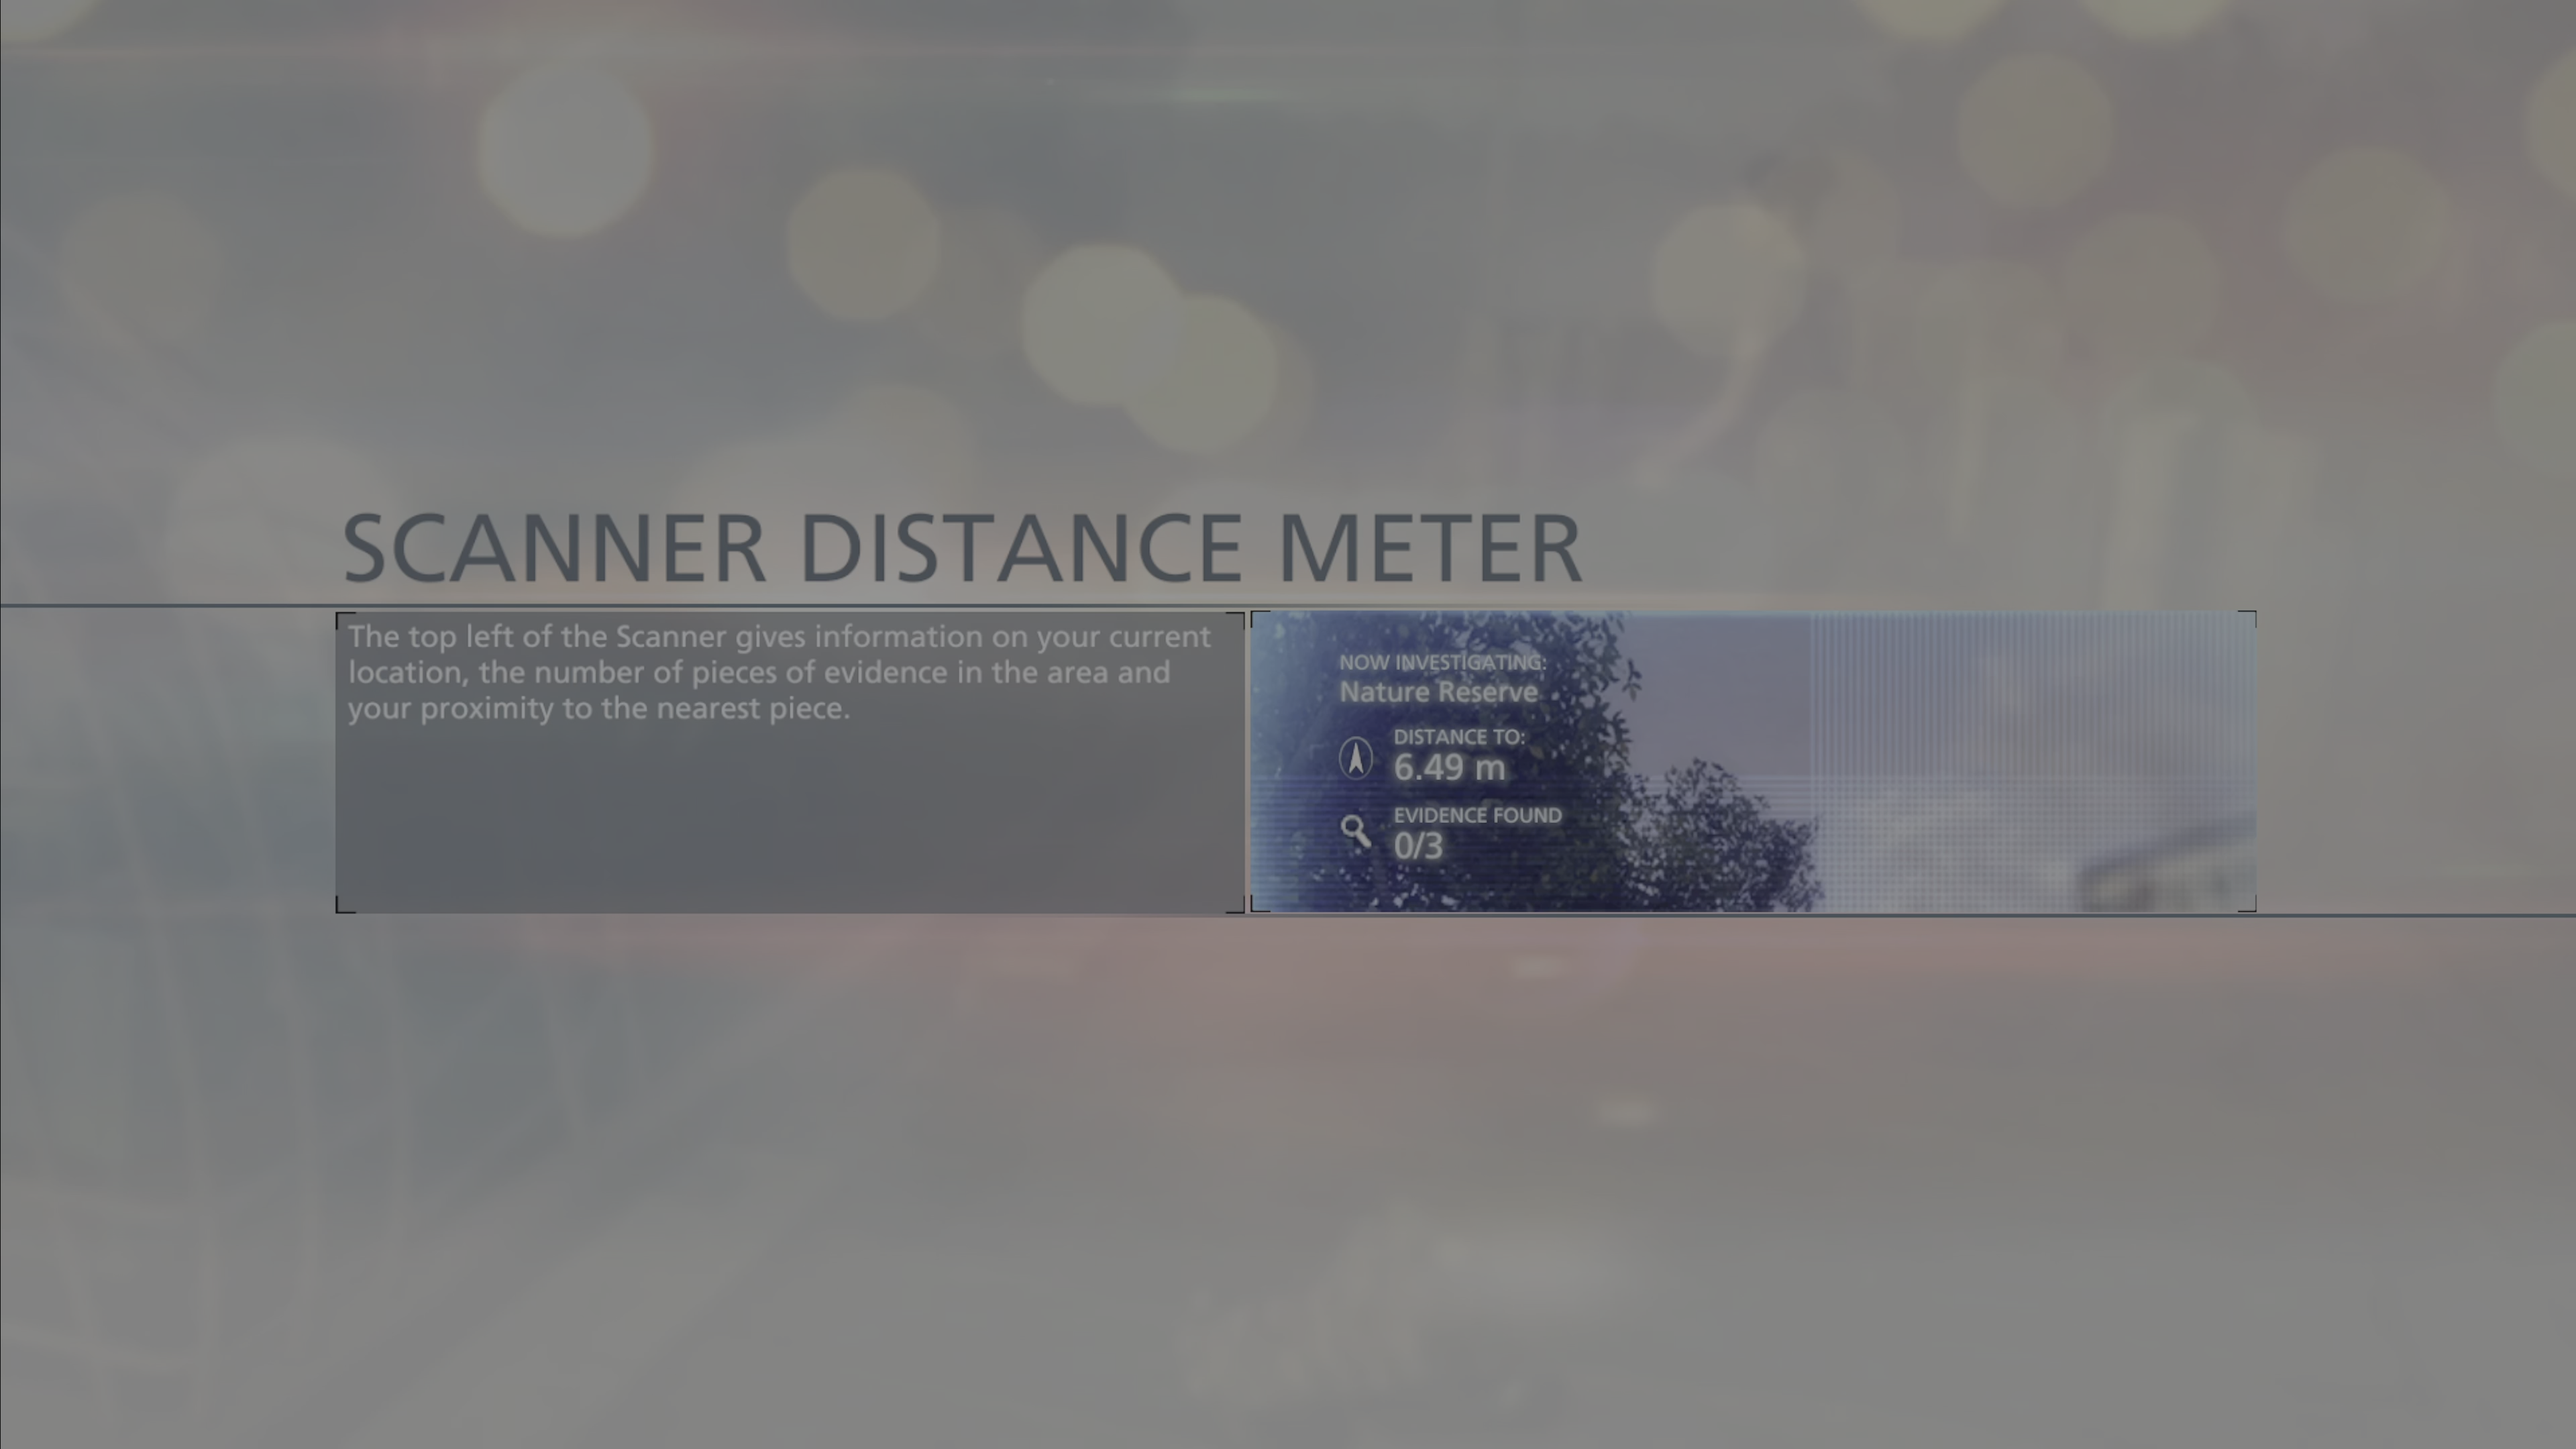 SCANNER DISTANCE METER
The top left of the Scanner gives information on your current
location, the number of pieces of evidence in the area and
your proximity to the nearest piece.
NOW INVESTIGATING:
Nature Reserve
DISTANCE TO:
6.49 m
EVIDENCE FOUND
0/3